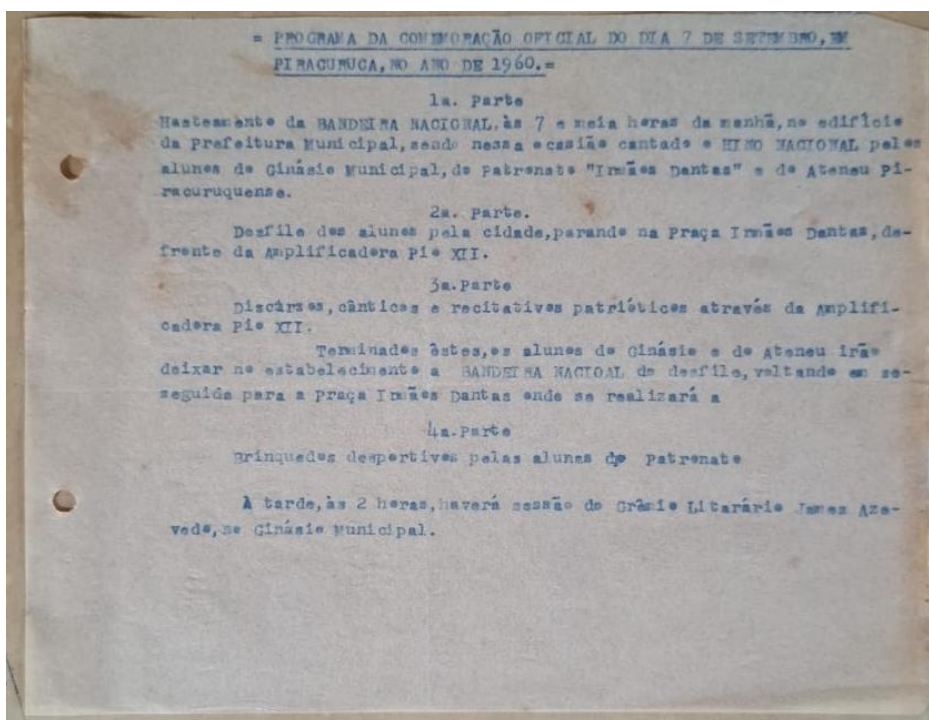 = PROGRAMA DA COMEMORAÇÃO OFICIAL DO DIA 7 DE SETEMBRO, EM
PIRACURUCA, NO ANO DE 1960.=
1a. Parte
Hasteamento da BANDEIRA NACIONAL, às 7 e meia horas da manhã, no edifício
da Prefeitura Municipal, sendo nessa ocasião cantado o HINO NACIONAL pelos
alunos do Ginásio Municipal, do Patronato "Irmãos Dantas" e do Ateneu Pi-
racuruquense.
2a. Parte.
Desfile dos alunos pela cidade, parando na Praça Irmãos Dantas, de-
frente da Amplificadora Pio XII.
3a. Parte
Discursos, cânticos e recitativos patrióticos através da Amplifi-
cadora Pio XII.
Terminados êstes, os alunos do Ginásio e do Ateneu irão
deixar no estabelecimento a BANDEIRA NACIOAL do desfile, voltando em se-
seguida para a Praça Irmãos Dantas onde se realizará a
4a. Parte
Brinquedos desportivos pelas alunas do Patronato
À tarde, às 2 horas, haverá sessão do Grêmio Literário James Aze-
vedo, no Ginásio Municipal.